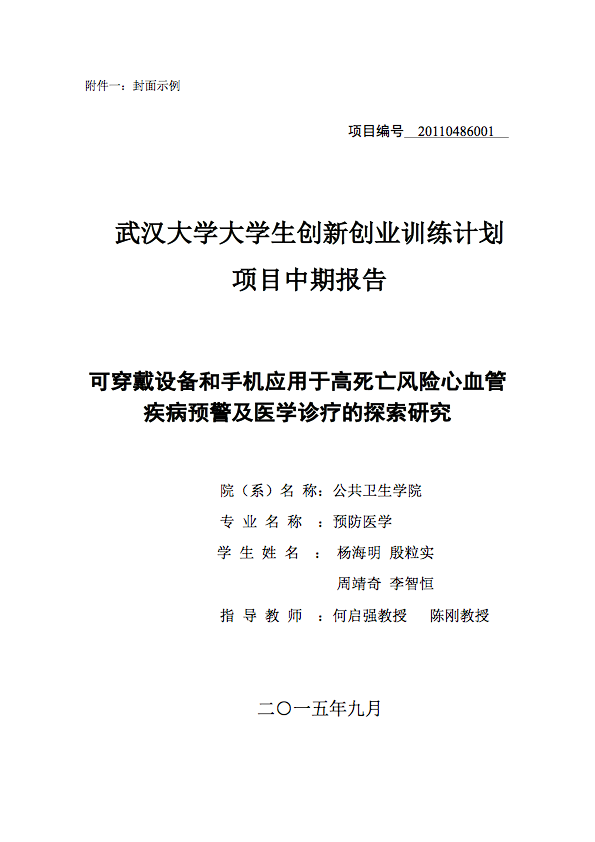 附件一：封面示例
项目编号 20110486001
武汉大学大学生创新创业训练计划
项目中期报告
可穿戴设备和手机应用于高死亡风险心血管
疾病预警及医学诊疗的探索研究
院（系）名 称：公共卫生学院
专 业 名 称 ：预防医学
学 生 姓 名 ： 杨海明 殷粒实
周靖奇 李智恒
指 导 教 师 ：何启强教授 陈刚教授
二〇一五年九月